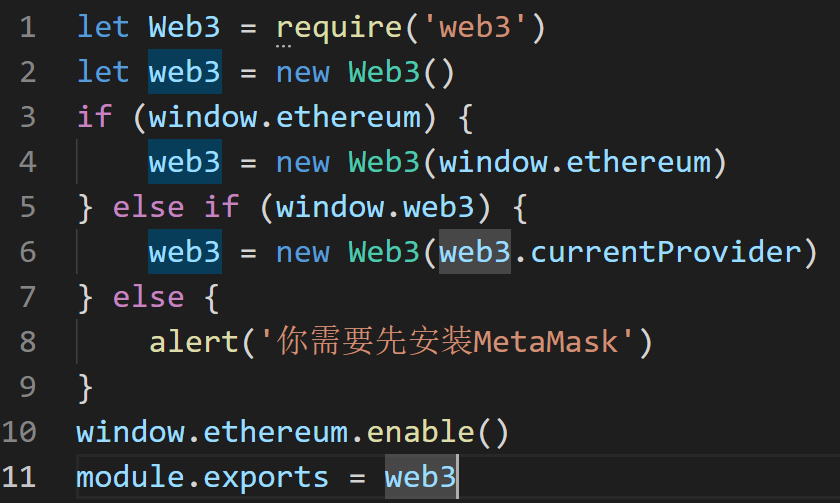 1 let Web3 = require('web3')
2 let web3 = new Web3()
3 if (window.ethereum) {
4     web3 = new Web3(window.ethereum)
5 } else if (window.web3) {
6     web3 = new Web3(web3.currentProvider)
7 } else {
8     alert('你需要先安装MetaMask')
9 }
10 window.ethereum.enable()
11 module.exports = web3